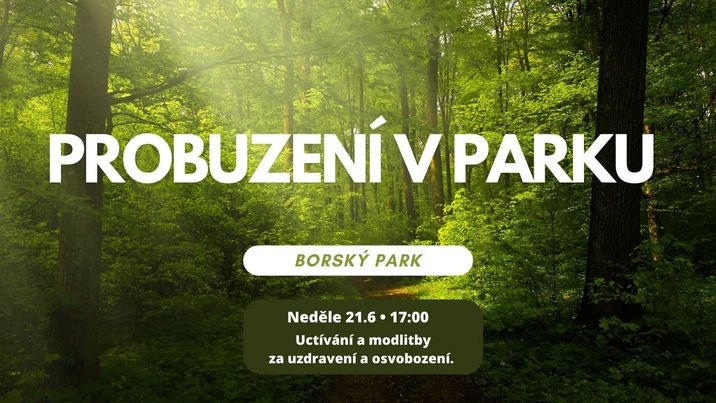 PROBUZENÍ V PARKU
BORSKÝ PARK
Neděle 21.6 • 17:00
Uctívání a modlitby
za uzdravení a osvobození.